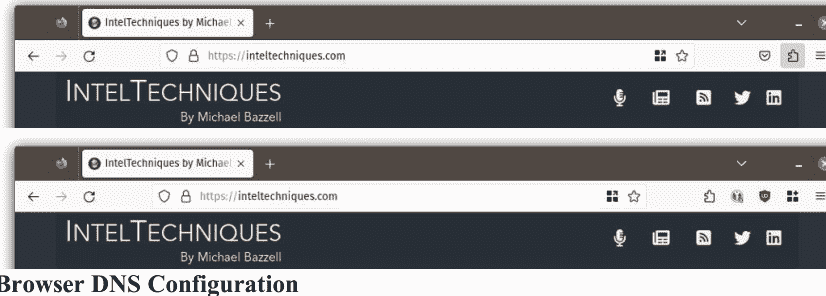 IntelTechniques by Michael
https://inteltechniques.com
INTELTECHNIQUES
By Michael Bazzell
IntelTechniques by Michael
https://inteltechniques.com
INTELTECHNIQUES
By Michael Bazzell
Browser DNS Configuration